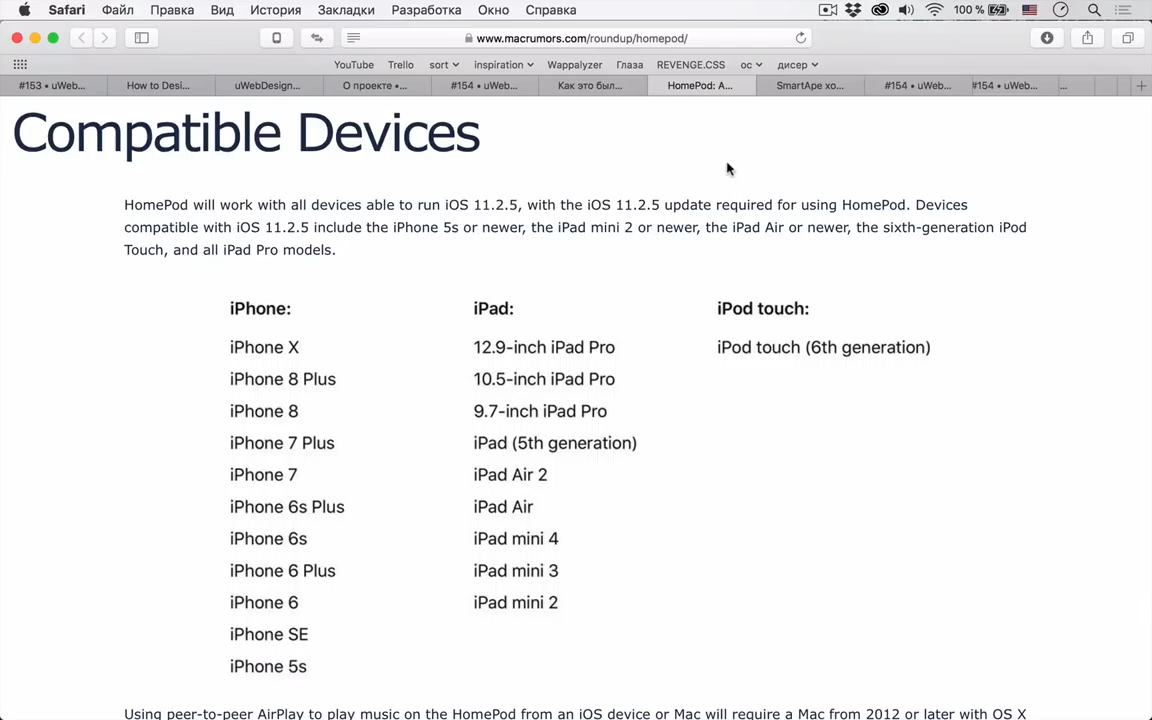 Safari Файл Правка Вид История Закладки Разработка Окно Справка 100 %
www.macrumors.com/roundup/homepod/
YouTube Trello sort inspiration Wappalyzer Глаза REVENGE.CSS ос дисер
#153 • uWeb... How to Desi... uWebDesign... О проекте •... #154 • uWeb... Как это был... HomePod: A... SmartApe хо... #154 • uWeb... #154 • uWeb... ...
Compatible Devices
HomePod will work with all devices able to run iOS 11.2.5, with the iOS 11.2.5 update required for using HomePod. Devices
compatible with iOS 11.2.5 include the iPhone 5s or newer, the iPad mini 2 or newer, the iPad Air or newer, the sixth-generation iPod
Touch, and all iPad Pro models.
iPhone: iPad: iPod touch:
iPhone X 12.9-inch iPad Pro iPod touch (6th generation)
iPhone 8 Plus 10.5-inch iPad Pro
iPhone 8 9.7-inch iPad Pro
iPhone 7 Plus iPad (5th generation)
iPhone 7 iPad Air 2
iPhone 6s Plus iPad Air
iPhone 6s iPad mini 4
iPhone 6 Plus iPad mini 3
iPhone 6 iPad mini 2
iPhone SE
iPhone 5s
Using peer-to-peer AirPlay to play music on the HomePod from an iOS device or Mac will require a Mac from 2012 or later with OS X